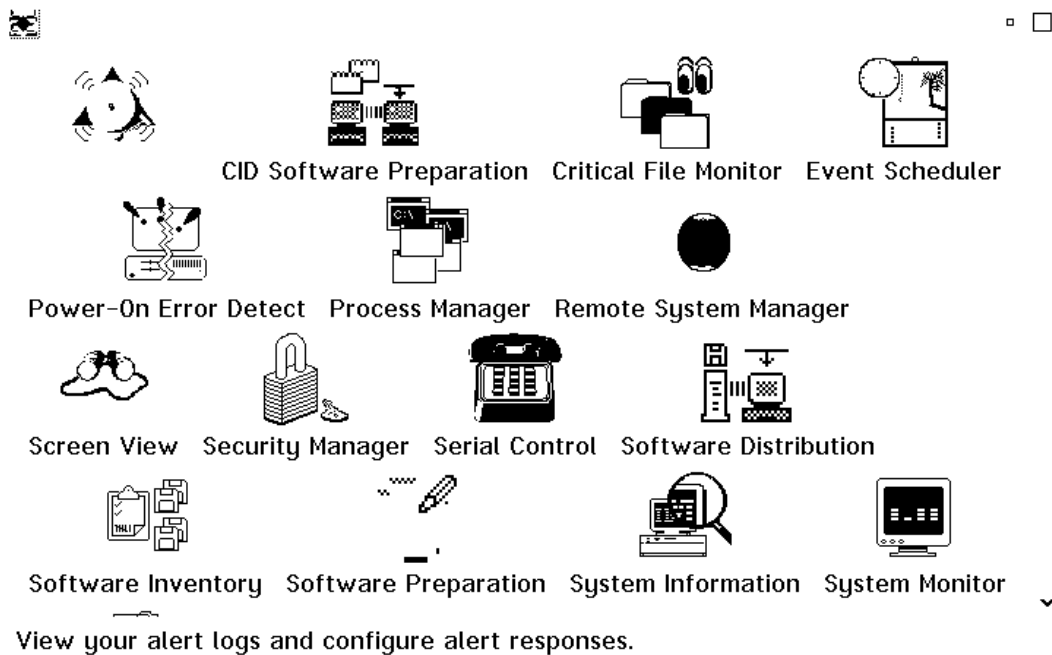 CID Software Preparation Critical File Monitor Event Scheduler
Power-On Error Detect Process Manager Remote System Manager
Screen View Security Manager Serial Control Software Distribution
Software Inventory Software Preparation System Information System Monitor
View your alert logs and configure alert responses.